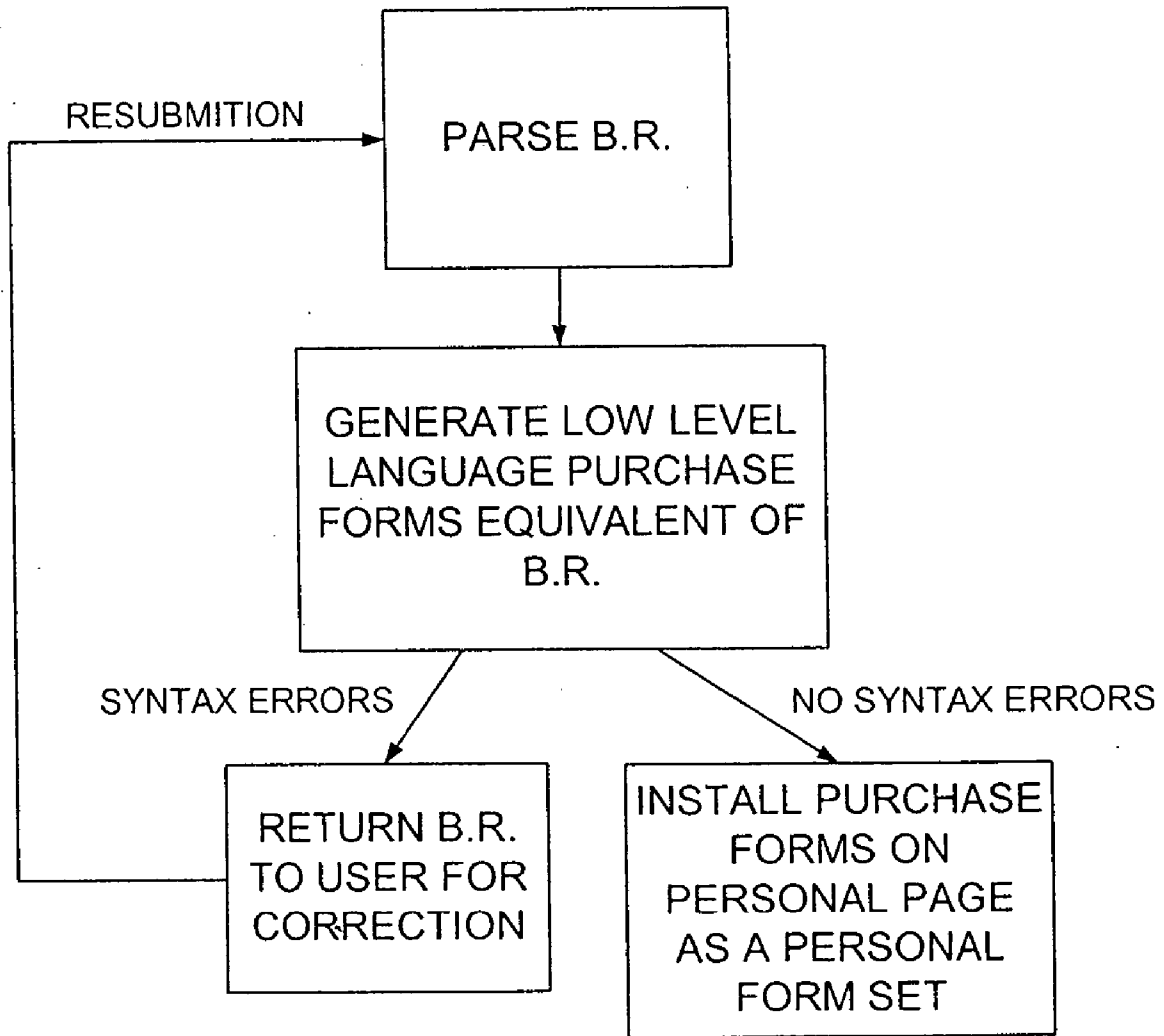 RESUBMITION
PARSE B.R.
GENERATE LOW LEVEL
LANGUAGE PURCHASE
FORMS EQUIVALENT OF
B.R.
SYNTAX ERRORS
NO SYNTAX ERRORS
RETURN B.R.
TO USER FOR
CORRECTION
INSTALL PURCHASE
FORMS ON
PERSONAL PAGE
AS A PERSONAL
FORM SET